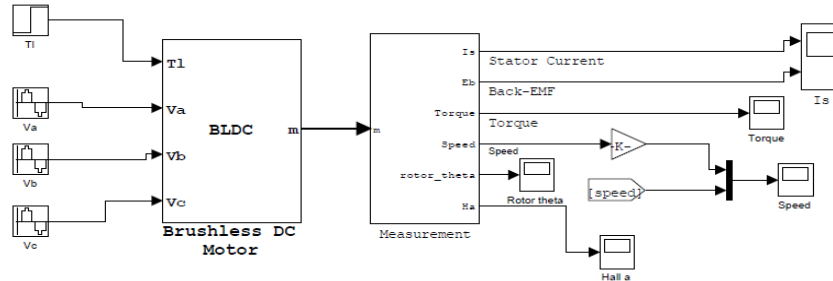 Tl
Va
Vb
Vc
Tl
Va
Vb
Vc
BLDC
m
Brushless DC
Motor
m
Is
Eb
Torque
Speed
rotor_theta
Ha
Measurement
Stator Current
Back-EMF
Torque
Speed
Rotor theta
Hall a
-K-
[speed]
Is
Torque
Speed